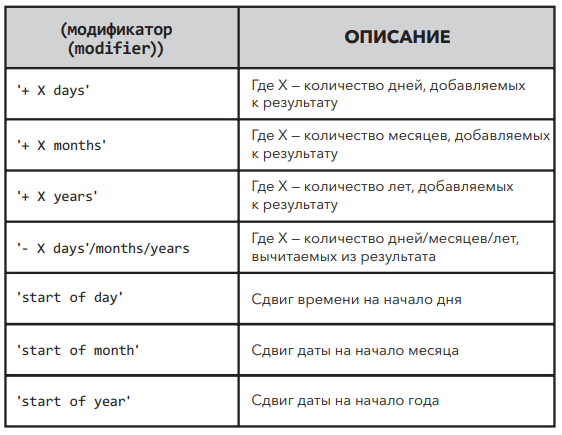 (модификатор
(modifier))
ОПИСАНИЕ
'+ X days'
Где X – количество дней, добавляемых
к результату
'+ X months'
Где X – количество месяцев, добавляемых
к результату
'+ X years'
Где X – количество лет, добавляемых
к результату
'- X days'/months/years
Где X – количество дней/месяцев/лет,
вычитаемых из результата
'start of day'
Сдвиг времени на начало дня
'start of month'
Сдвиг даты на начало месяца
'start of year'
Сдвиг даты на начало года